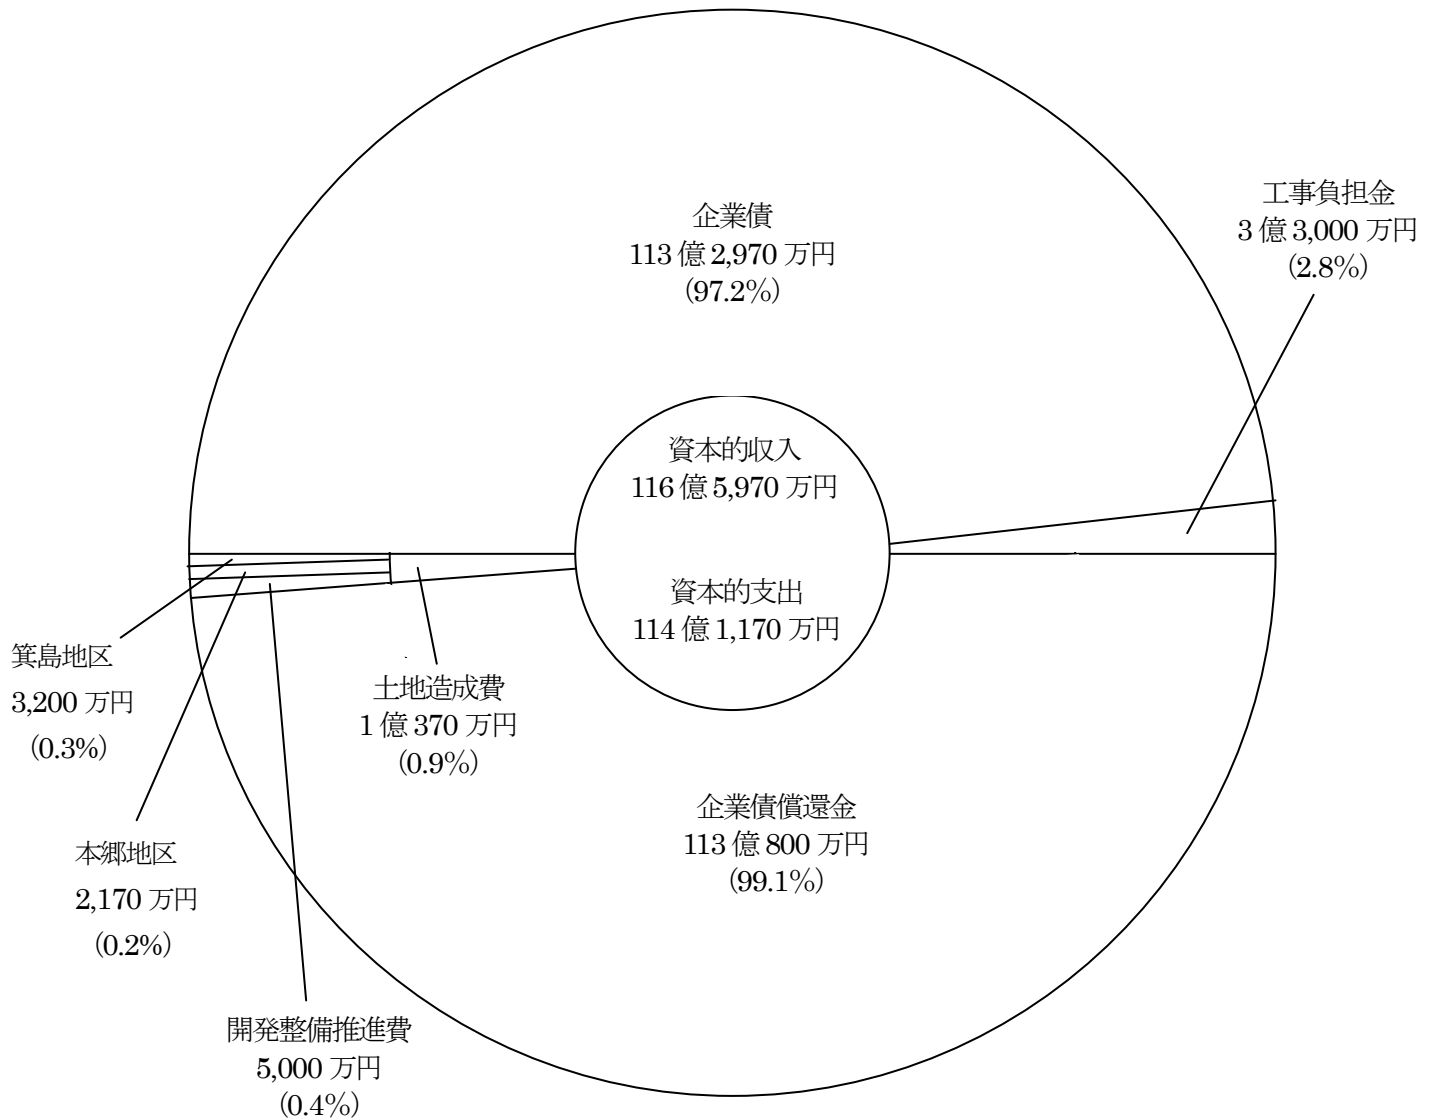 企業債
113 億 2,970 万円
(97.2%)
工事負担金
3 億 3,000 万円
(2.8%)
資本的収入
116 億 5,970 万円
資本的支出
114 億 1,170 万円
箕島地区
3,200 万円
(0.3%)
土地造成費
1 億 370 万円
(0.9%)
本郷地区
2,170 万円
(0.2%)
企業債償還金
113 億 800 万円
(99.1%)
開発整備推進費
5,000 万円
(0.4%)